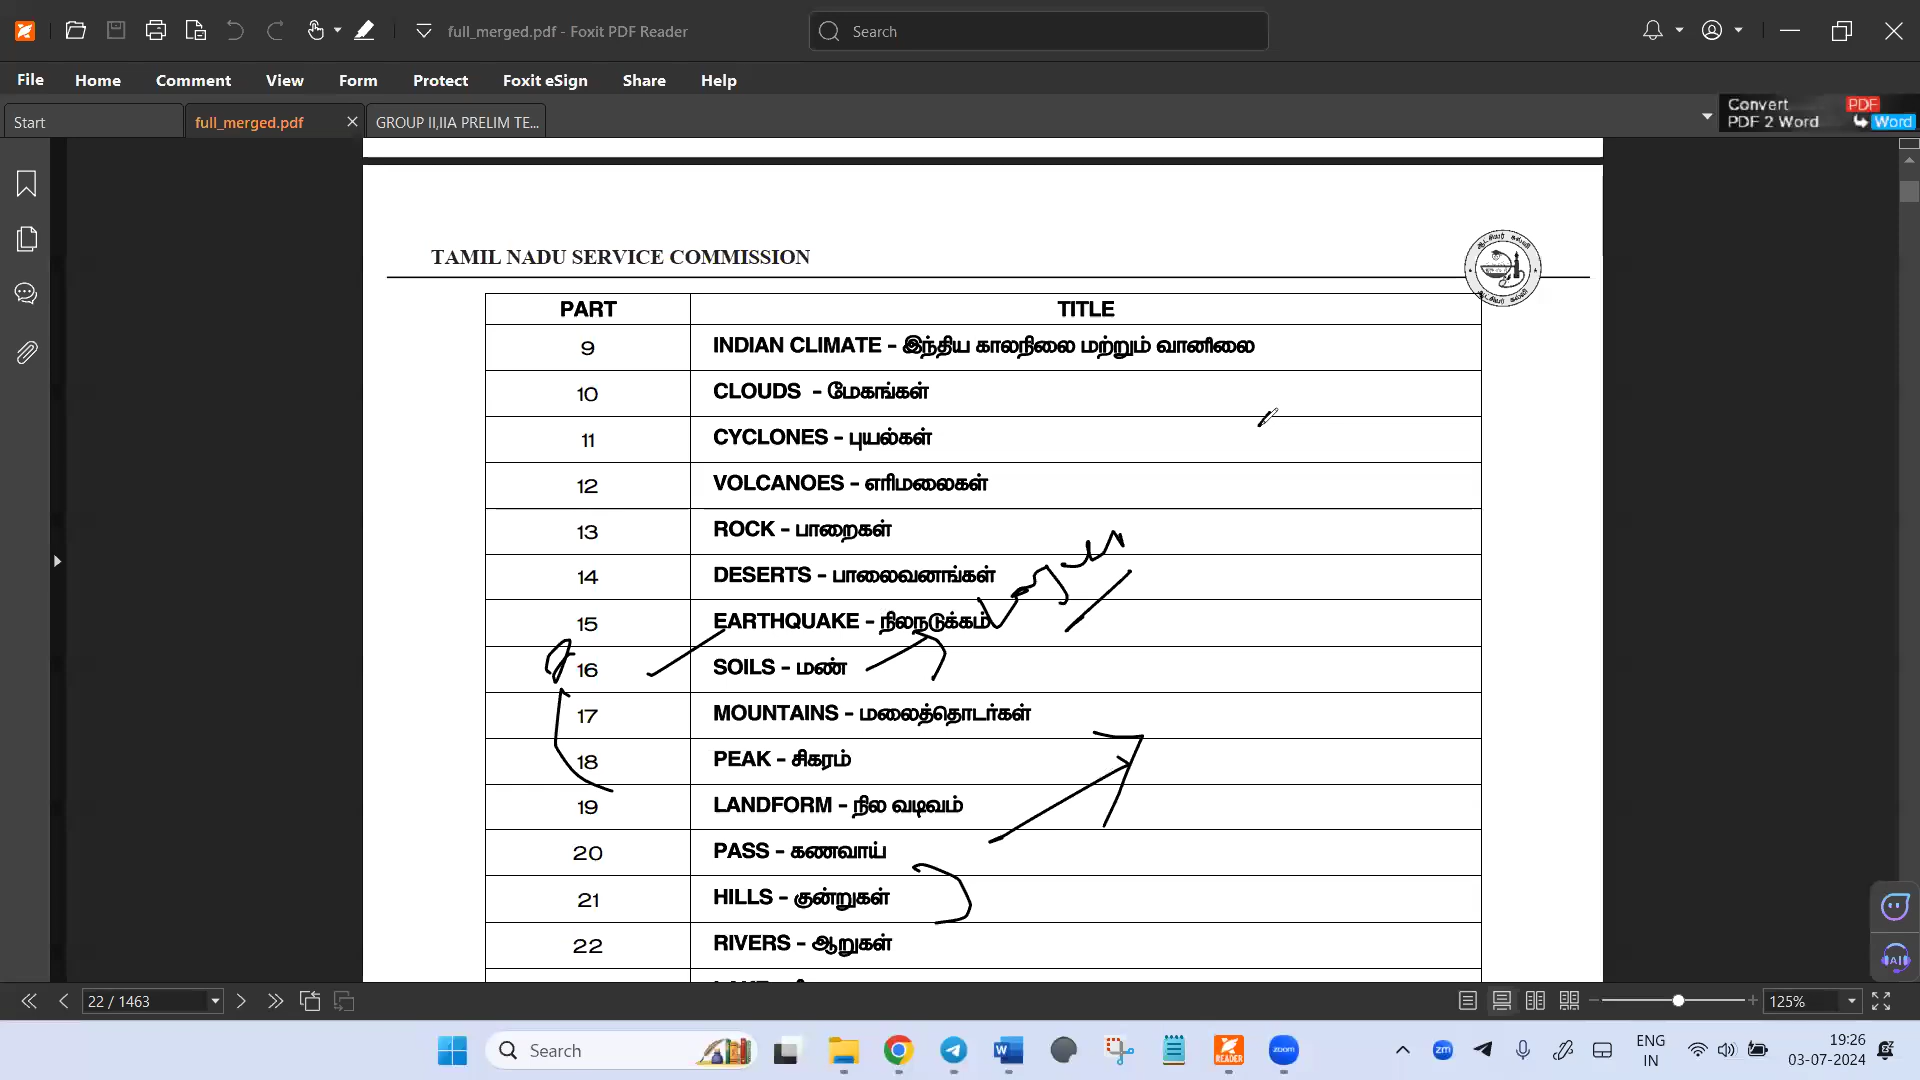 full_merged.pdf - Foxit PDF Reader
Search
File Home Comment View Form Protect Foxit eSign Share Help
Start
full_merged.pdf
GROUP II,IIA PRELIM TE...
Convert PDF
PDF 2 Word Word
TAMIL NADU SERVICE COMMISSION
PART TITLE
9 INDIAN CLIMATE - இந்திய காலநிலை மற்றும் வானிலை
10 CLOUDS - மேகங்கள்
11 CYCLONES - புயல்கள்
12 VOLCANOES - எரிமலைகள்
13 ROCK - பாறைகள்
14 DESERTS - பாலைவனங்கள்
15 EARTHQUAKE - நிலநடுக்கம்
16 SOILS - மண்
17 MOUNTAINS - மலைத்தொடர்கள்
18 PEAK - சிகரம்
19 LANDFORM - நில வடிவம்
20 PASS - கணவாய்
21 HILLS - குன்றுகள்
22 RIVERS - ஆறுகள்
AI
22 / 1463
125%
Search
READER
zoom
zm
ENG
IN
19:26
03-07-2024